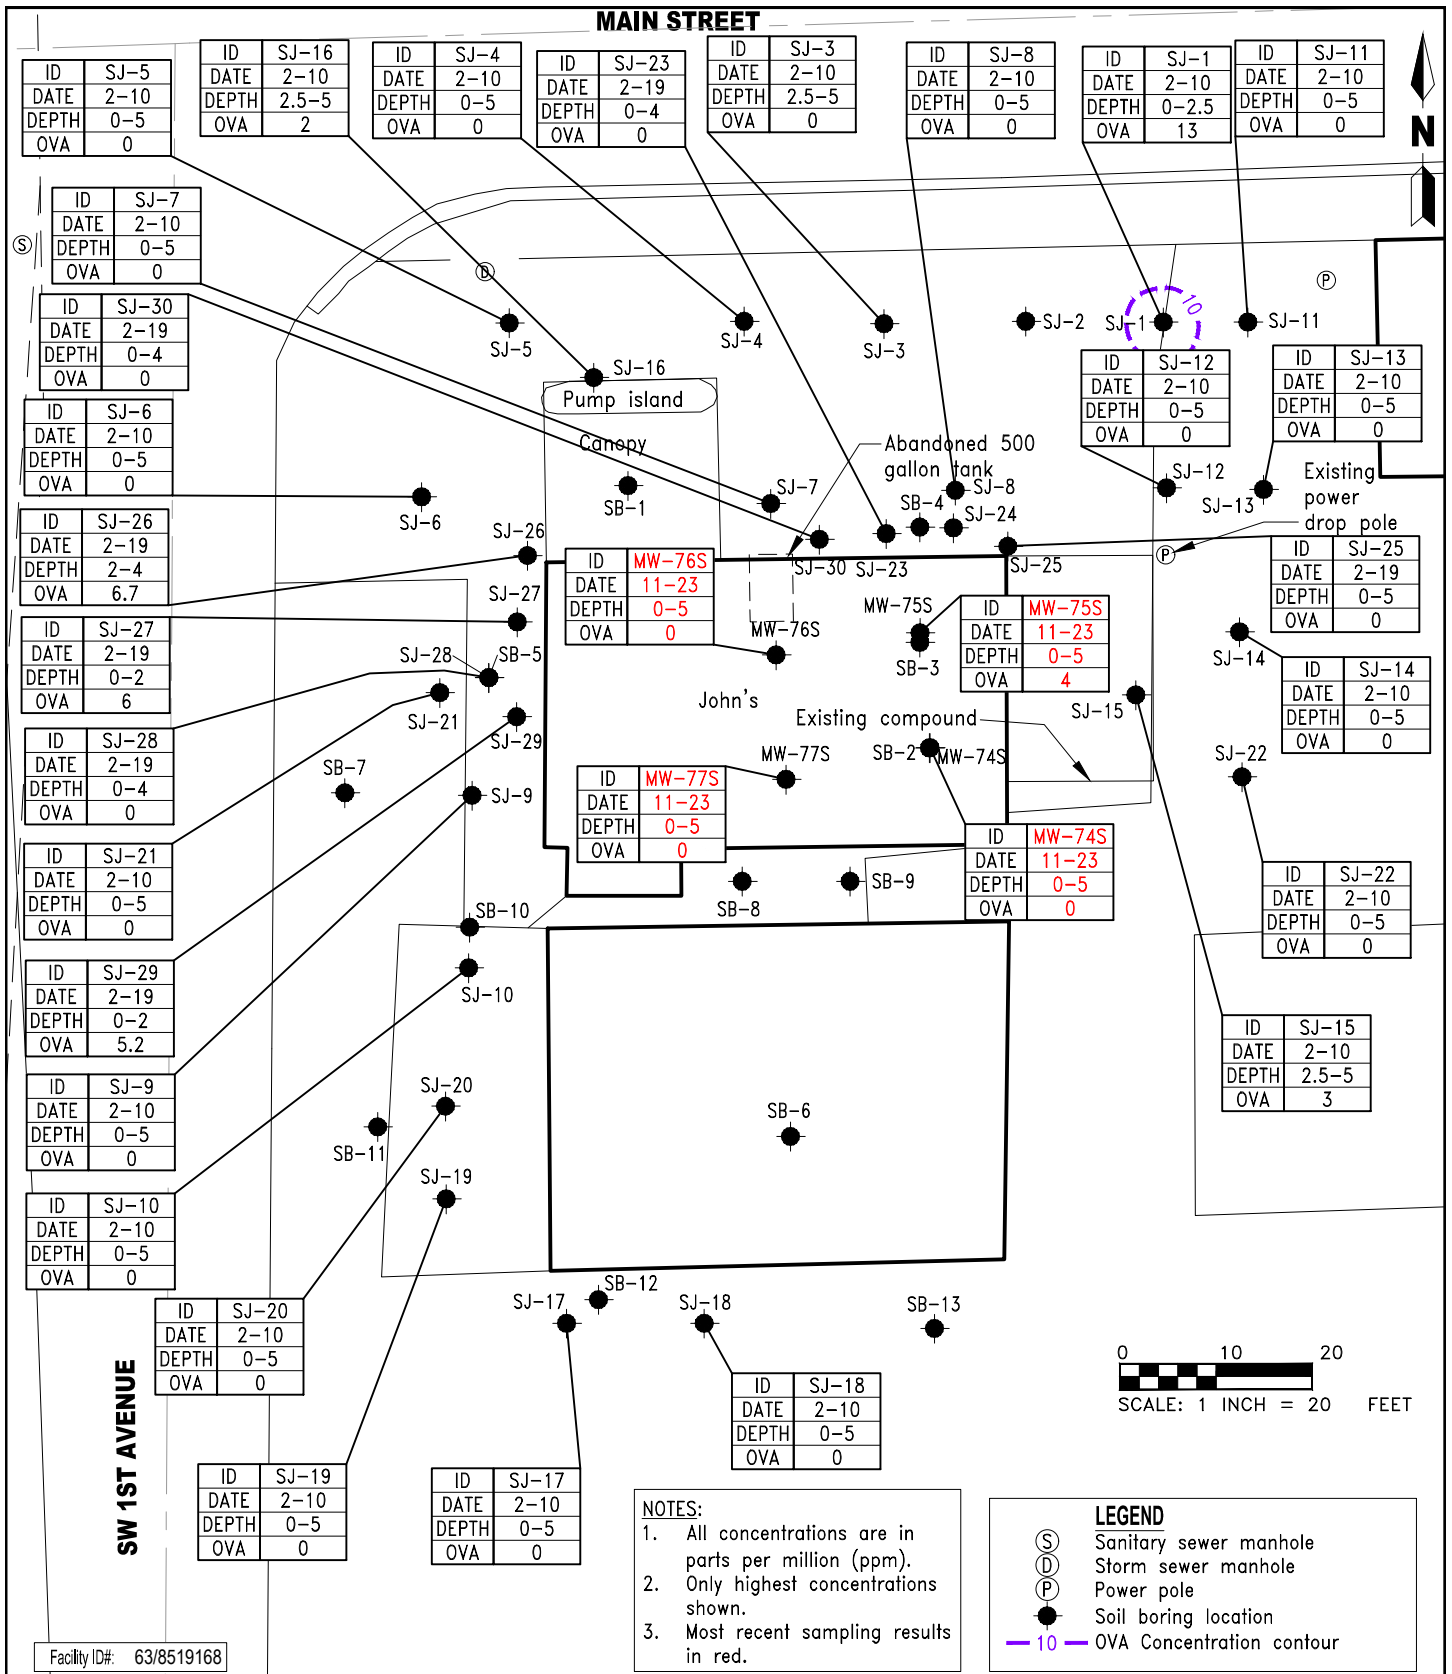 MAIN STREET
ID SJ-5
DATE 2-10
DEPTH 0-5
OVA 0
ID SJ-16
DATE 2-10
DEPTH 2.5-5
OVA 2
ID SJ-4
DATE 2-10
DEPTH 0-5
OVA 0
ID SJ-23
DATE 2-19
DEPTH 0-4
OVA 0
ID SJ-3
DATE 2-10
DEPTH 2.5-5
OVA 0
ID SJ-8
DATE 2-10
DEPTH 0-5
OVA 0
ID SJ-1
DATE 2-10
DEPTH 0-2.5
OVA 13
ID SJ-11
DATE 2-10
DEPTH 0-5
OVA 0
N
ID SJ-7
DATE 2-10
DEPTH 0-5
OVA 0
S
D
P
ID SJ-30
DATE 2-19
DEPTH 0-4
OVA 0
SJ-5
SJ-4
SJ-3
SJ-2
SJ-1
10
SJ-11
SJ-16
Pump island
Canopy
ID SJ-12
DATE 2-10
DEPTH 0-5
OVA 0
ID SJ-13
DATE 2-10
DEPTH 0-5
OVA 0
ID SJ-6
DATE 2-10
DEPTH 0-5
OVA 0
SJ-6
SB-1
SJ-7
Abandoned 500
gallon tank
SJ-8
SB-4
SJ-24
SJ-12
SJ-13
Existing
power
drop pole
P
ID SJ-26
DATE 2-19
DEPTH 2-4
OVA 6.7
SJ-26
SJ-30
SJ-23
SJ-25
ID MW-76S
DATE 11-23
DEPTH 0-5
OVA 0
ID SJ-25
DATE 2-19
DEPTH 0-5
OVA 0
ID SJ-27
DATE 2-19
DEPTH 0-2
OVA 6
SJ-27
MW-76S
MW-75S
SB-3
ID MW-75S
DATE 11-23
DEPTH 0-5
OVA 4
SJ-14
ID SJ-14
DATE 2-10
DEPTH 0-5
OVA 0
SJ-28
SB-5
SJ-21
SJ-29
John's
Existing compound
SJ-15
ID SJ-28
DATE 2-19
DEPTH 0-4
OVA 0
SB-7
SJ-9
MW-77S
SB-2
MW-74S
SJ-22
ID MW-77S
DATE 11-23
DEPTH 0-5
OVA 0
ID MW-74S
DATE 11-23
DEPTH 0-5
OVA 0
ID SJ-21
DATE 2-10
DEPTH 0-5
OVA 0
SB-8
SB-9
ID SJ-22
DATE 2-10
DEPTH 0-5
OVA 0
SB-10
SJ-10
ID SJ-29
DATE 2-19
DEPTH 0-2
OVA 5.2
ID SJ-15
DATE 2-10
DEPTH 2.5-5
OVA 3
ID SJ-9
DATE 2-10
DEPTH 0-5
OVA 0
SJ-20
SB-11
SB-6
SJ-19
ID SJ-10
DATE 2-10
DEPTH 0-5
OVA 0
ID SJ-20
DATE 2-10
DEPTH 0-5
OVA 0
SJ-17
SB-12
SJ-18
SB-13
0 10 20
SCALE: 1 INCH = 20 FEET
ID SJ-18
DATE 2-10
DEPTH 0-5
OVA 0
SW 1ST AVENUE
ID SJ-19
DATE 2-10
DEPTH 0-5
OVA 0
ID SJ-17
DATE 2-10
DEPTH 0-5
OVA 0
NOTES:
1. All concentrations are in
parts per million (ppm).
2. Only highest concentrations
shown.
3. Most recent sampling results
in red.
LEGEND
S Sanitary sewer manhole
D Storm sewer manhole
P Power pole
Soil boring location
10 OVA Concentration contour
Facility ID#: 63/8519168